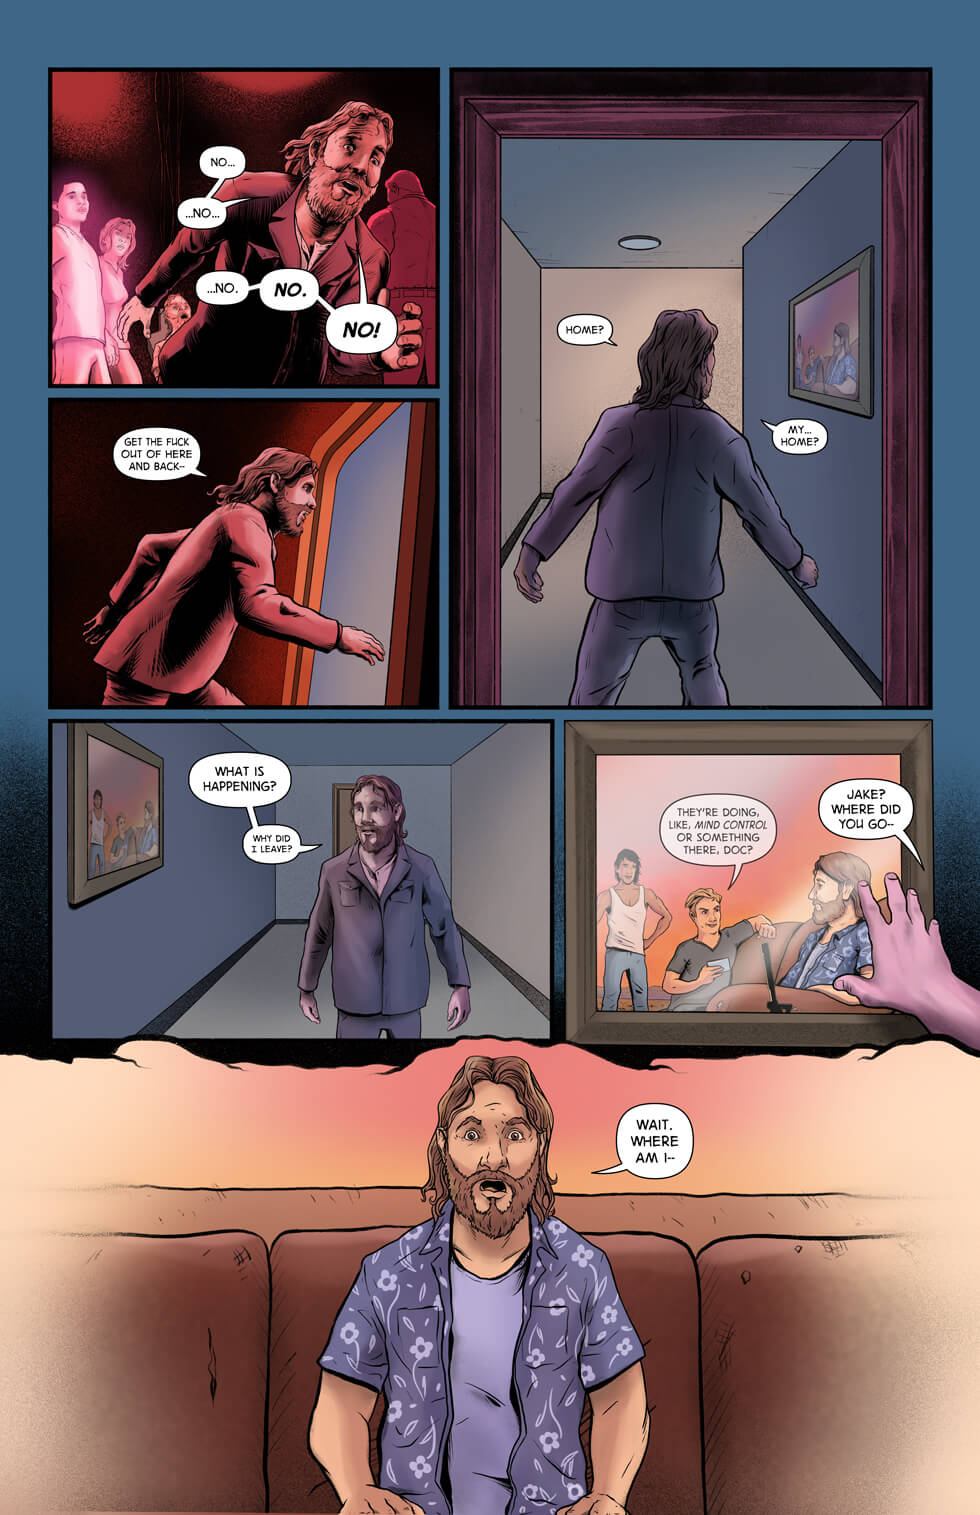 NO...
...NO...
...NO.
NO.
NO!
GET THE FUCK
OUT OF HERE
AND BACK--
HOME?
MY...
HOME?
WHAT IS
HAPPENING?
WHY DID
I LEAVE?
THEY'RE DOING,
LIKE, MIND CONTROL
OR SOMETHING
THERE, DOC?
JAKE?
WHERE DID
YOU GO--
WAIT.
WHERE
AM I--